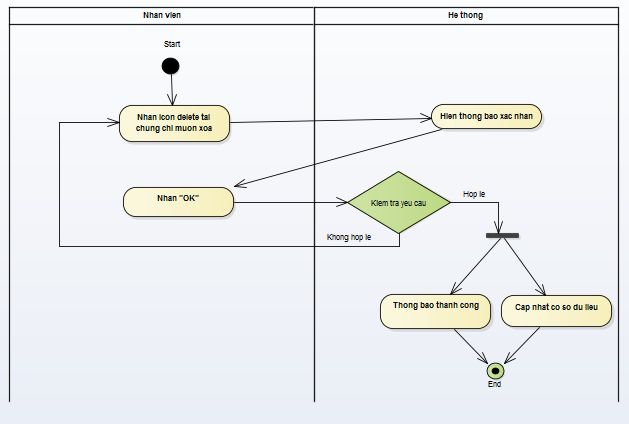 Nhan vien
He thong
Start
Nhan icon delete tai
chung chi muon xoa
Hien thong bao xac nhan
Nhan "OK"
Kiem tra yeu cau
Hop le
Khong hop le
Thong bao thanh cong
Cap nhat co so du lieu
End